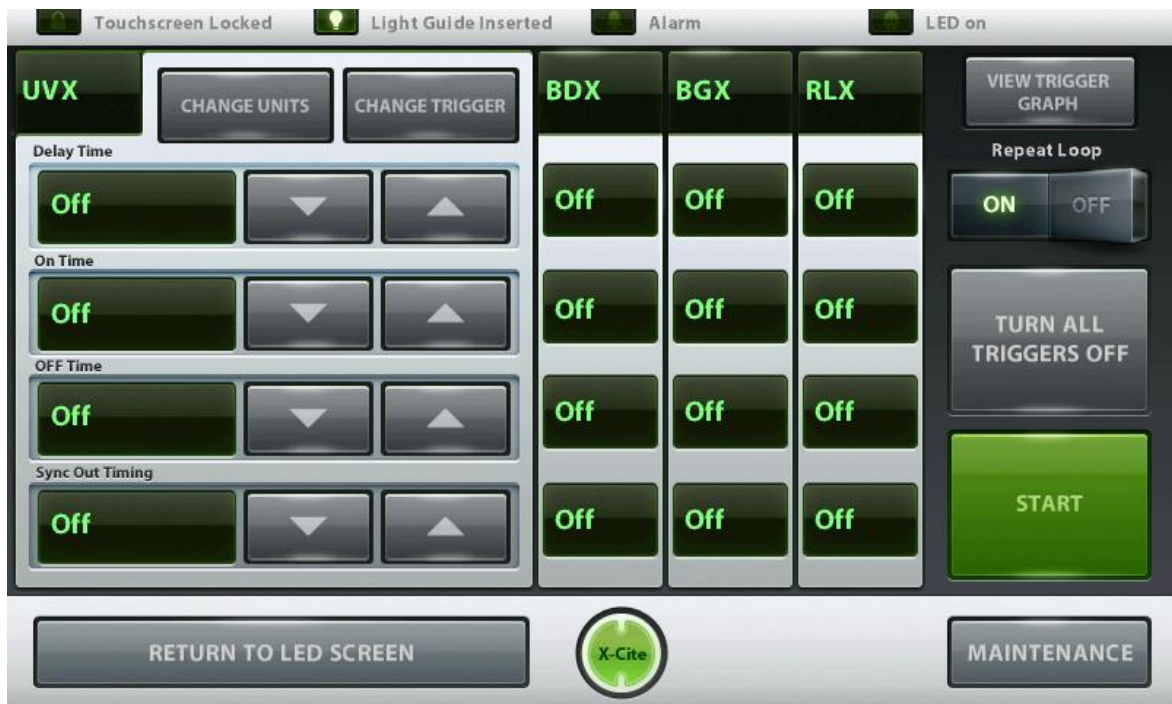 Touchscreen Locked Light Guide Inserted Alarm LED on
UVX CHANGE UNITS CHANGE TRIGGER BDX BGX RLX
VIEW TRIGGER
GRAPH
Delay Time
Repeat Loop
Off Off Off Off
ON OFF
On Time
Off Off Off Off
TURN ALL
TRIGGERS OFF
OFF Time
Off Off Off Off
Sync Out Timing
Off Off Off Off
START
RETURN TO LED SCREEN X-Cite MAINTENANCE